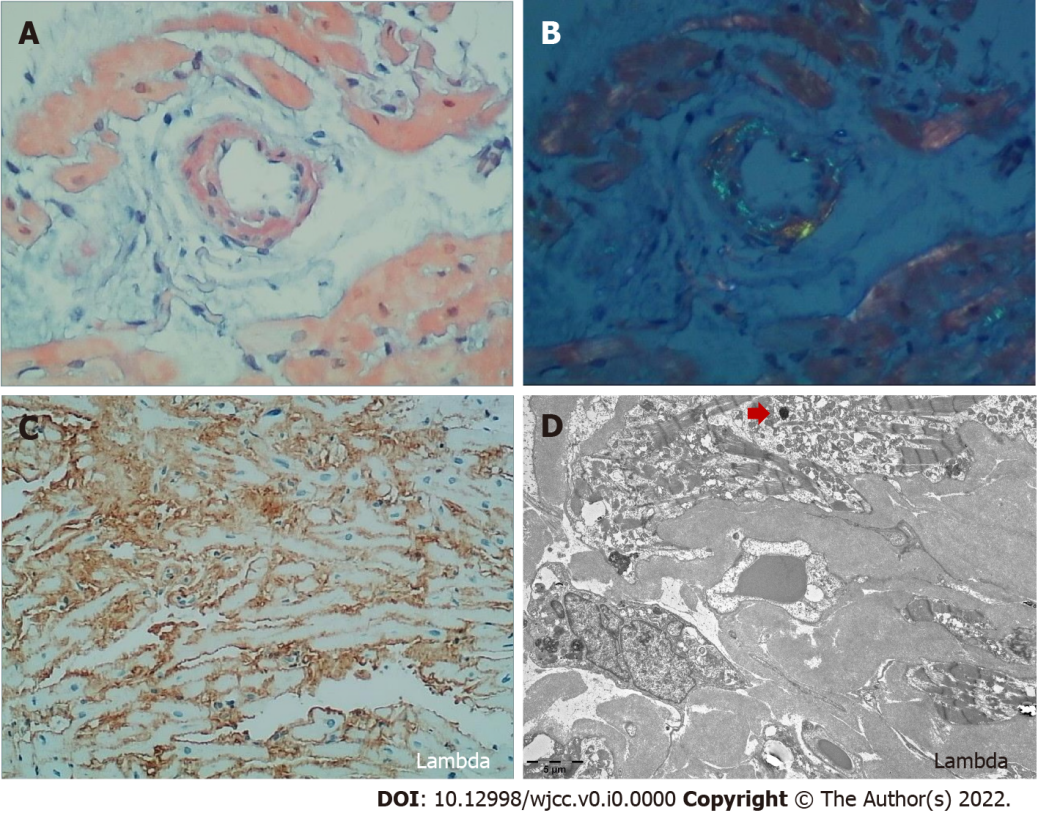 A
B
C
D
Lambda
5 µm
Lambda
DOI: 10.12998/wjcc.v0.i0.0000 Copyright © The Author(s) 2022.